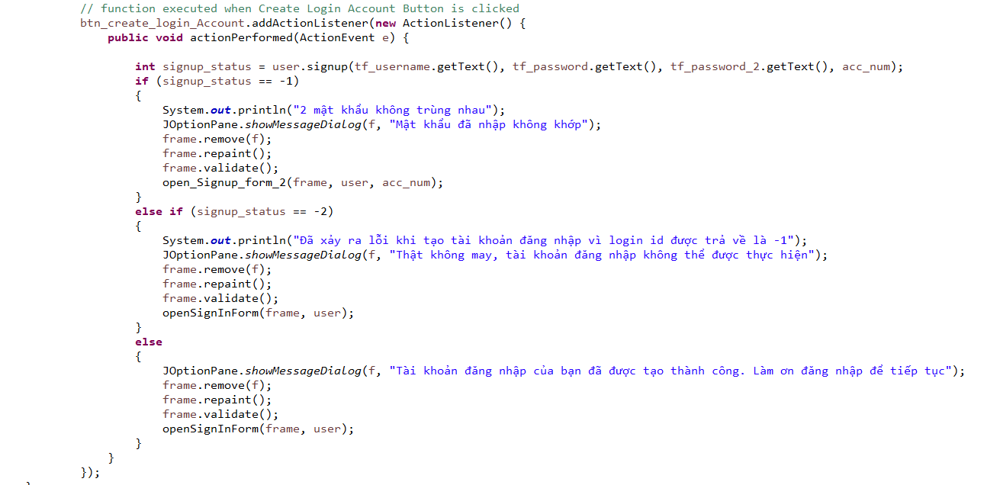 // function executed when Create Login Account Button is clicked
btn_create_login_Account.addActionListener(new ActionListener() {
public void actionPerformed(ActionEvent e) {
int signup_status = user.signup(tf_username.getText(), tf_password.getText(), tf_password_2.getText(), acc_num);
if (signup_status == -1)
{
System.out.println("2 mật khẩu không trùng nhau");
JOptionPane.showMessageDialog(f, "Mật khẩu đã nhập không khớp");
frame.remove(f);
frame.repaint();
frame.validate();
open_Signup_form_2(frame, user, acc_num);
}
else if (signup_status == -2)
{
System.out.println("Đã xảy ra lỗi khi tạo tài khoản đăng nhập vì login id được trả về là -1");
JOptionPane.showMessageDialog(f, "Thật không may, tài khoản đăng nhập không thể được thực hiện");
frame.remove(f);
frame.repaint();
frame.validate();
openSignInForm(frame, user);
}
else
{
JOptionPane.showMessageDialog(f, "Tài khoản đăng nhập của bạn đã được tạo thành công. Làm ơn đăng nhập để tiếp tục");
frame.remove(f);
frame.repaint();
frame.validate();
openSignInForm(frame, user);
}
}
});